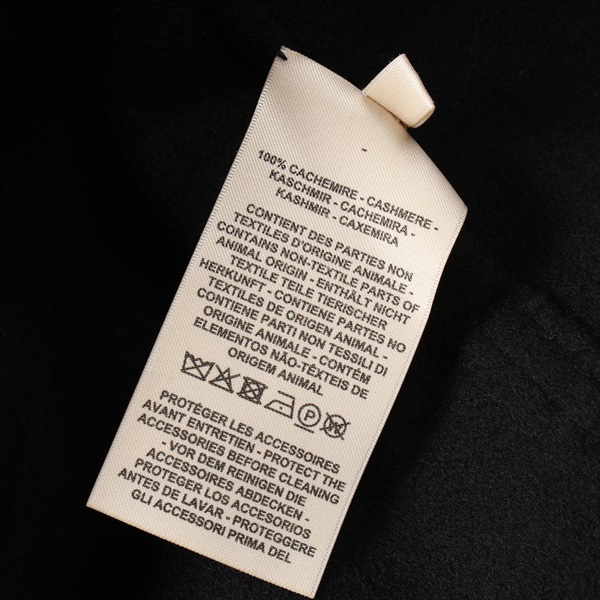 100% CACHEMIRE - CASHMERE -
KASCHMIR - CACHEMIRA -
KASHMIR - CAXEMIRA
CONTIENT DES PARTIES NON
TEXTILES D'ORIGINE ANIMALE -
CONTAINS NON-TEXTILE PARTS OF
ANIMAL ORIGIN - ENTHÄLT NICHT
TEXTILE TEILE TIERISCHER
HERKUNFT - CONTIENE PARTES NO
TEXTILES DE ORIGEN ANIMAL -
CONTIENE PARTI NON TESSILI DI
ORIGINE ANIMALE - CONTÉM
ELEMENTOS NÃO-TÉXTEIS DE
ORIGEM ANIMAL
P
PROTÉGER LES ACCESSOIRES
AVANT ENTRETIEN - PROTECT THE
ACCESSORIES BEFORE CLEANING
- VOR DEM REINIGEN DIE
ACCESSOIRES ABDECKEN -
PROTEGER LOS ACCESORIOS
ANTES DE LAVAR - PROTEGGERE
GLI ACCESSORI PRIMA DEL